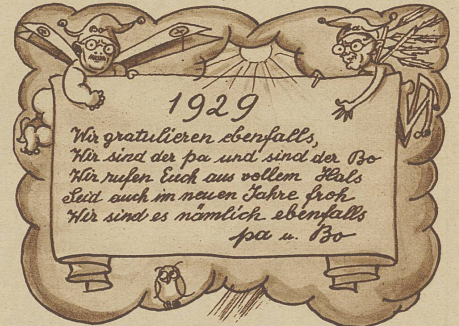 1929
Wir gratulieren ebenfalls,
Wir sind der pa und sind der Bo
Wir rufen Euch aus vollem Hals
Seid auch im neuen Jahre froh
Wir sind es nämlich ebenfalls
pa u. Bo